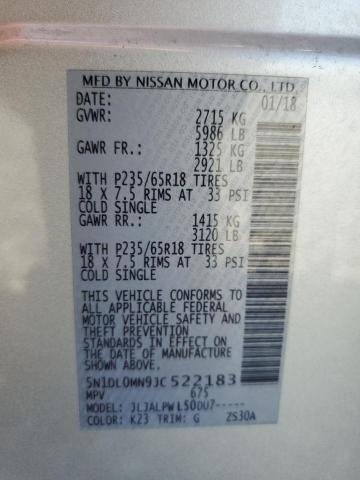 MFD BY NISSAN MOTOR CO., LTD.
DATE: 01/18
GVWR: 2715 KG
5986 LB
GAWR FR.: 1325 KG
2921 LB
WITH P235/65R18 TIRES
18 X 7.5 RIMS AT 33 PSI
COLD SINGLE
GAWR RR.: 1415 KG
3120 LB
WITH P235/65R18 TIRES
18 X 7.5 RIMS AT 33 PSI
COLD SINGLE
THIS VEHICLE CONFORMS TO
ALL APPLICABLE FEDERAL
MOTOR VEHICLE SAFETY AND
THEFT PREVENTION
STANDARDS IN EFFECT ON
THE DATE OF MANUFACTURE
SHOWN ABOVE.
5N1DL0MN9JC522183
MPV 675
MODEL: JLJALPWL50DU7-----
COLOR: K23 TRIM: G ZS30A